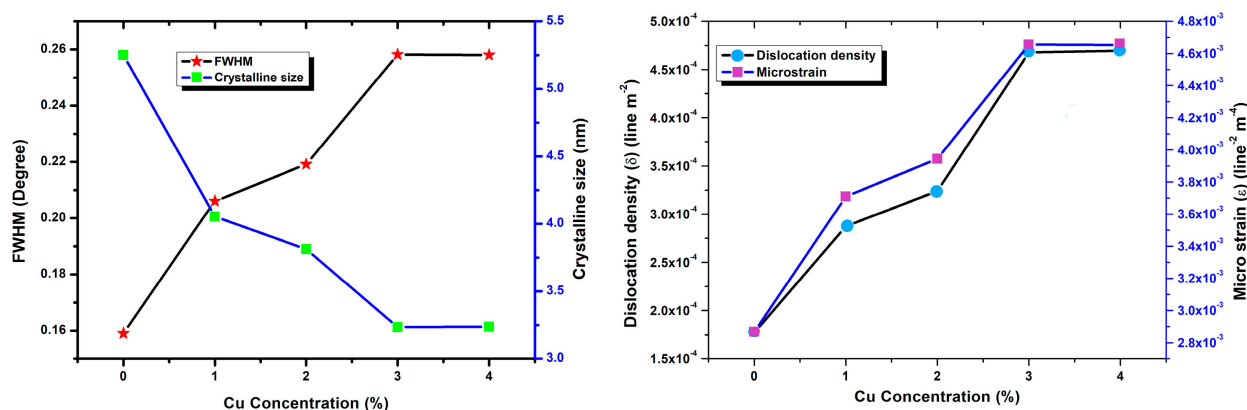 FWHM (Degree)
0.26
0.24
0.22
0.20
0.18
0.16
FWHM
Crystalline size
5.5
5.0
4.5
4.0
3.5
3.0
Crystalline size (nm)
0 1 2 3 4
Cu Concentration (%)
Dislocation density (δ) (line m⁻²)
5.0x10⁻⁴
4.5x10⁻⁴
4.0x10⁻⁴
3.5x10⁻⁴
3.0x10⁻⁴
2.5x10⁻⁴
2.0x10⁻⁴
1.5x10⁻⁴
Dislocation density
Microstrain
4.8x10⁻³
4.6x10⁻³
4.4x10⁻³
4.2x10⁻³
4.0x10⁻³
3.8x10⁻³
3.6x10⁻³
3.4x10⁻³
3.2x10⁻³
3.0x10⁻³
2.8x10⁻³
Micro strain (ε) (line⁻² m⁻⁴)
0 1 2 3 4
Cu Concentration (%)